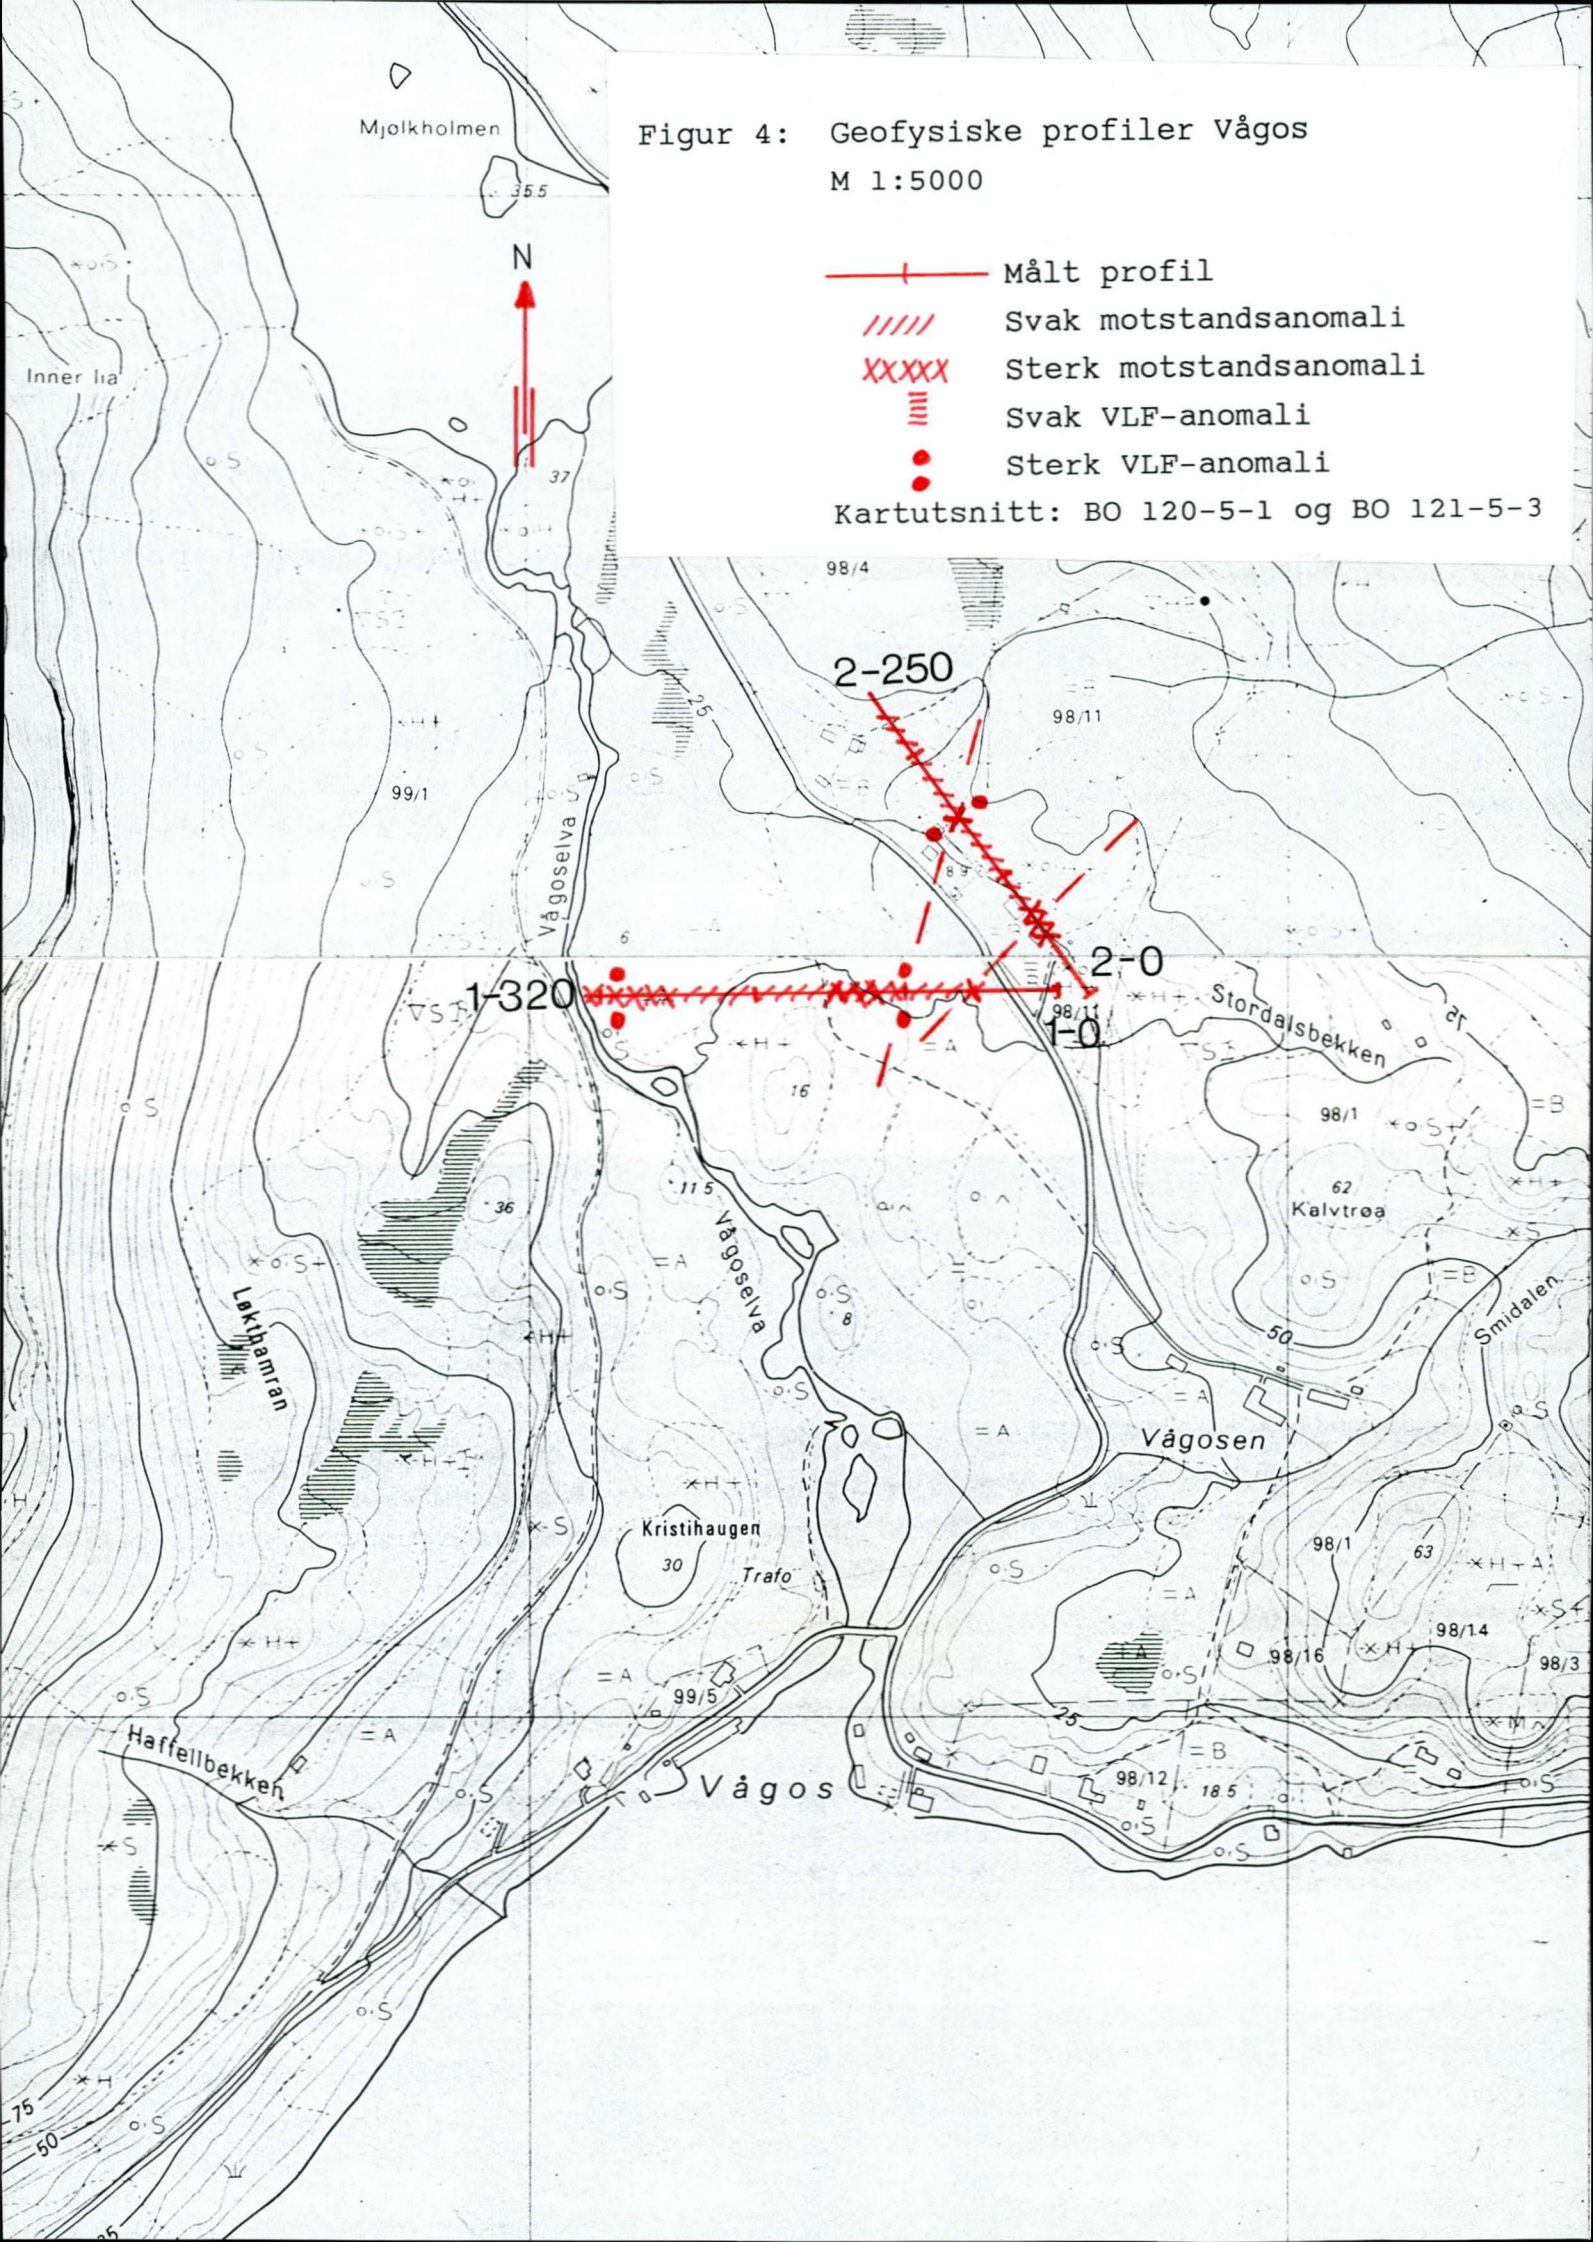 Figur 4: Geofysiske profiler Vågos
M 1:5000
Målt profil
Svak motstandsanomali
Sterk motstandsanomali
Svak VLF-anomali
Sterk VLF-anomali
Kartutsnitt: BO 120-5-1 og BO 121-5-3
Mjølkholmen
35.5
N
Inner lia
37
98/4
2-250
25
98/11
99/1
Vågoselva
89
6
2-0
1-320
98/11
1-0
Stordalsbekken
16
98/1
11.5
36
62
Kalvtrøa
Vågoselva
8
Løkthamran
50
Smidalen
Vågosen
Kristihaugen
30
Trafo
98/1
63
98/16
98/14
98/3
99/5
25
Haffellbekken
Vågos
98/12
18.5
75
50